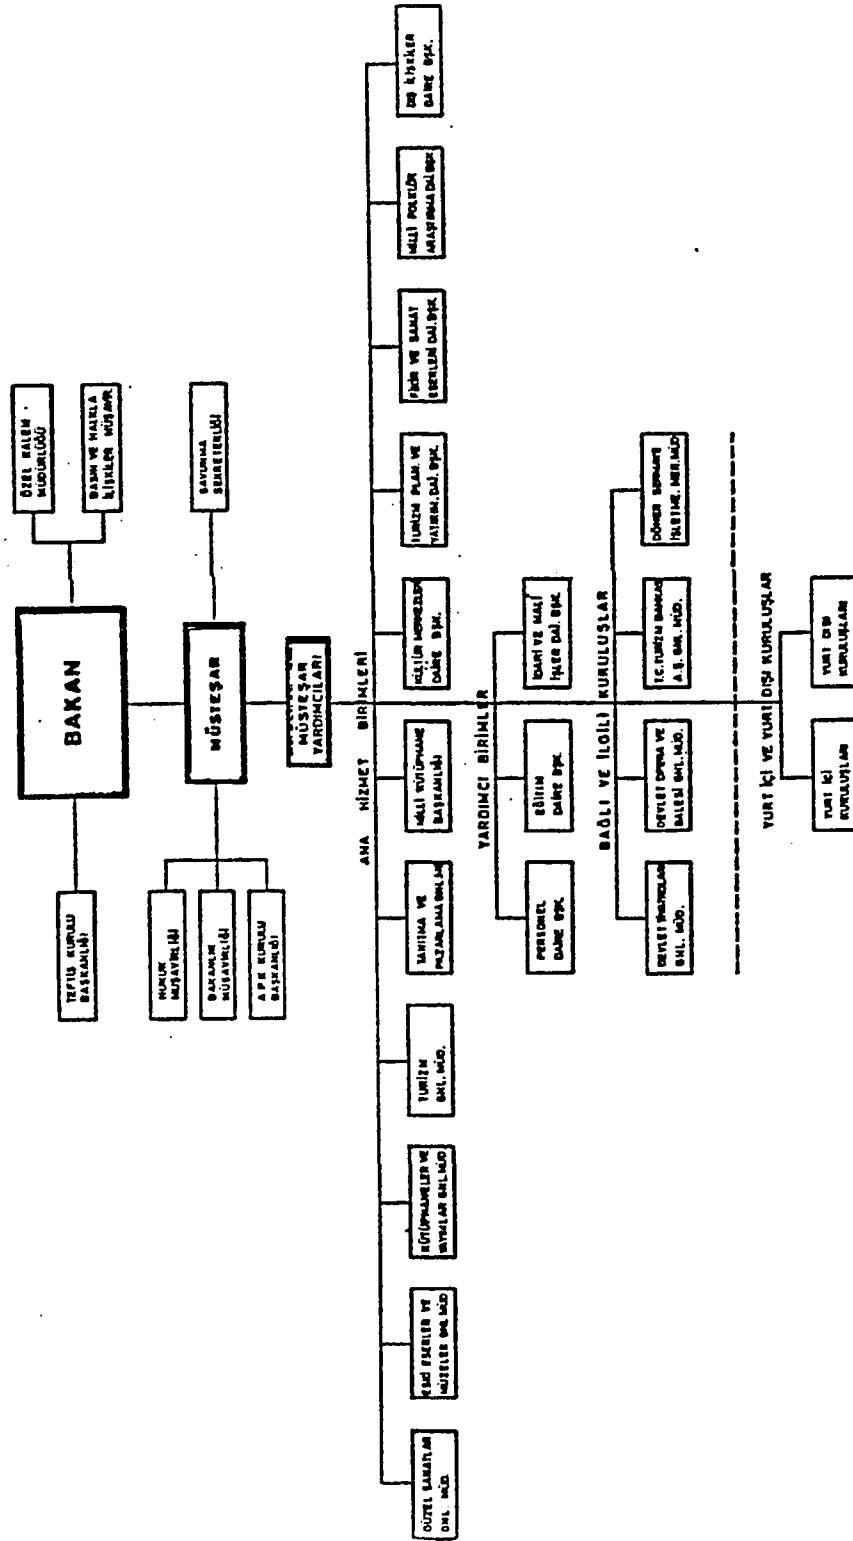 BAKAN
TEFTİŞ KURULU
BAŞKANLIĞI
ÖZEL KALEM
MÜDÜRLÜĞÜ
BASIN VE HALKLA
İLİŞKİLER MÜŞAVİR.
MÜSTEŞAR
HUKUK
MÜŞAVİRLİĞİ
BAKANLIK
MÜŞAVİRLİĞİ
A.P.K. KURULU
BAŞKANLIĞI
SAVUNMA
SEKRETERLİĞİ
MÜSTEŞAR
YARDIMCILARI
ANA HİZMET BİRİMLERİ
GÜZEL SANATLAR
GNL. MÜD.
ESKİ ESERLER VE
MÜZELER GNL. MÜD.
KÜTÜPHANELER VE
YAYIMLAR GNL. MÜD.
TURİZM
GNL. MÜD.
TANITMA VE
PAZARLAMA GNL. MD.
MİLLİ KÜTÜPHANE
BAŞKANLIĞI
KÜLTÜR MERKEZLERİ
DAİRE BŞK.
TURİZM PLAN. VE
YATIRIM. DAİ. BŞK.
FİKİR VE SANAT
ESERLERİ DAİ. BŞK.
MİLLİ FOLKLÖR
ARAŞTIRMA DAİ. BŞK.
DIŞ İLİŞKİLER
DAİRE BŞK.
YARDIMCI BİRİMLER
PERSONEL
DAİRE BŞK.
EĞİTİM
DAİRE BŞK.
İDARİ VE MALİ
İŞLER DAİ. BŞK.
BAĞLI VE İLGİLİ KURULUŞLAR
DEVLET TİYATROLARI
GNL. MÜD.
DEVLET OPERA VE
BALESİ GNL. MÜD.
T.C. TURİZM BANKASI
A.Ş. GNL. MÜD.
DÖNER SERMAYE
İŞLETME. MER. MÜD.
YURT İÇİ VE YURT DIŞI KURULUŞLAR
YURT İÇİ
KURULUŞLARI
YURT DIŞI
KURULUŞLARI